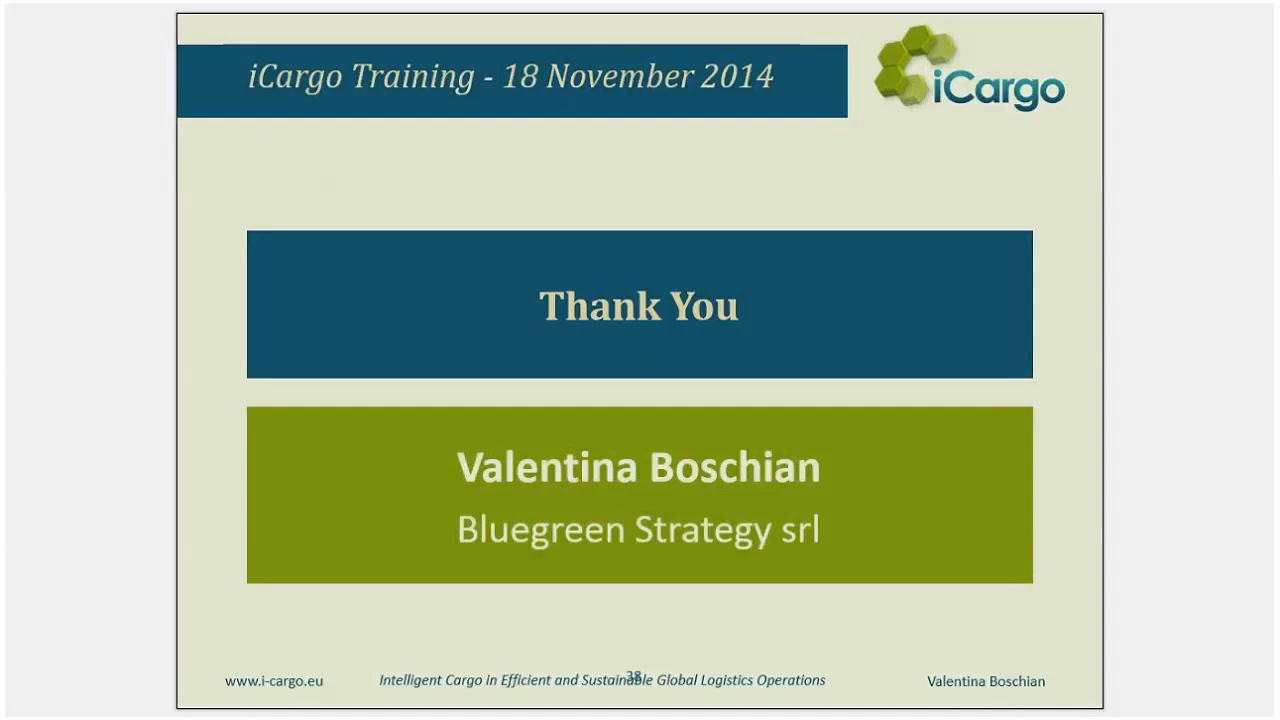 iCargo Training - 18 November 2014
iCargo
Thank You
Valentina Boschian
Bluegreen Strategy srl
www.i-cargo.eu
Intelligent Cargo in Efficient and Sustainable Global Logistics Operations
38
Valentina Boschian